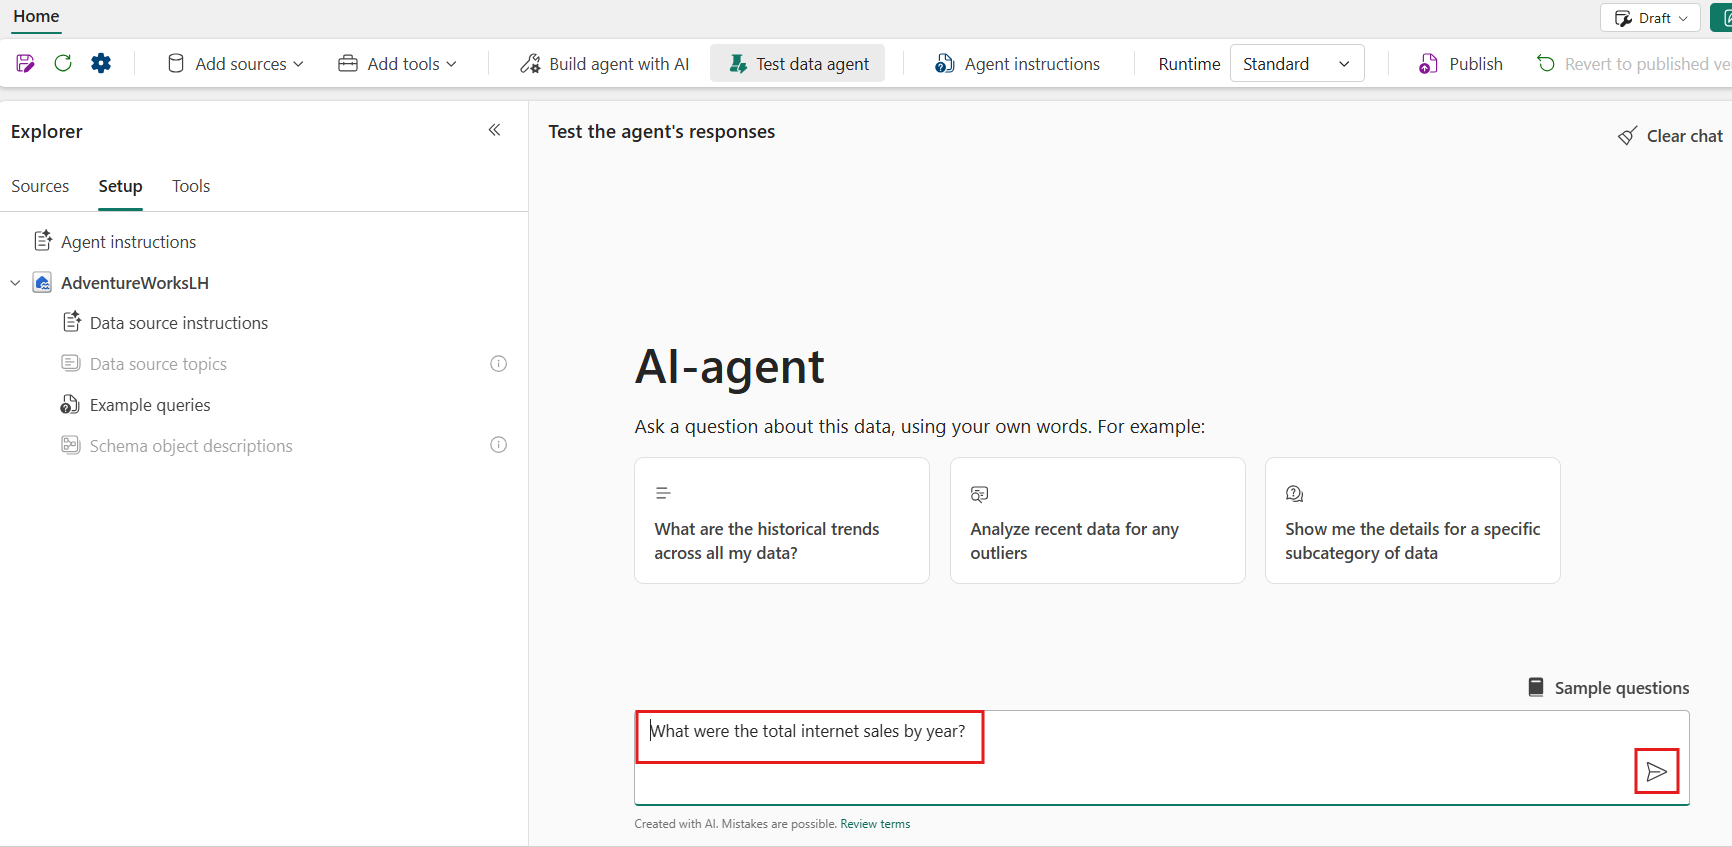 Home
Draft
Add sources
Add tools
Build agent with AI
Test data agent
Agent instructions
Runtime
Standard
Publish
Revert to published ve
Explorer
Test the agent's responses
Clear chat
Sources
Setup
Tools
Agent instructions
AdventureWorksLH
Data source instructions
Data source topics
Example queries
Schema object descriptions
AI-agent
Ask a question about this data, using your own words. For example:
What are the historical trends
across all my data?
Analyze recent data for any
outliers
Show me the details for a specific
subcategory of data
Sample questions
What were the total internet sales by year?
Created with AI. Mistakes are possible. Review terms